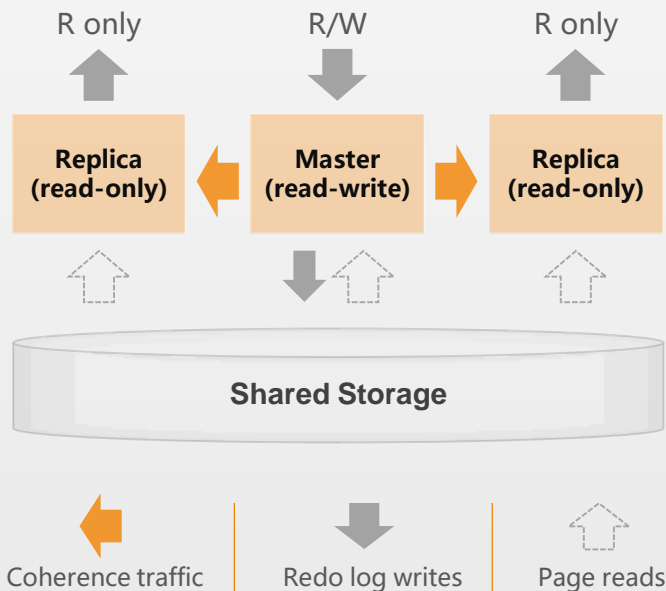 R only
R/W
R only
Replica
(read-only)
Master
(read-write)
Replica
(read-only)
Shared Storage
Coherence traffic
Redo log writes
Page reads